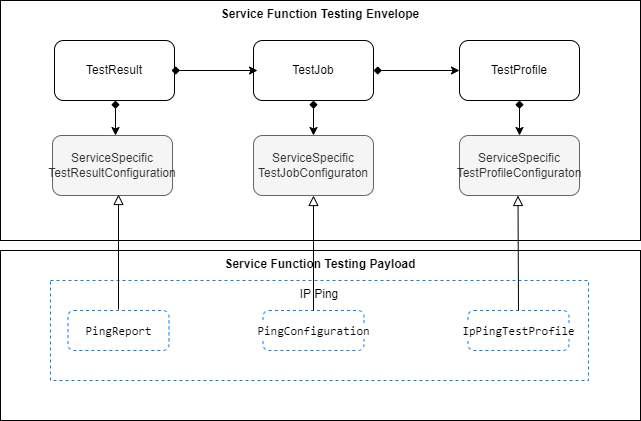 Service Function Testing Envelope
TestResult
TestJob
TestProfile
ServiceSpecific
TestResultConfiguration
ServiceSpecific
TestJobConfiguraton
ServiceSpecific
TestProfileConfiguraton
Service Function Testing Payload
IP Ping
PingReport
PingConfiguration
IpPingTestProfile